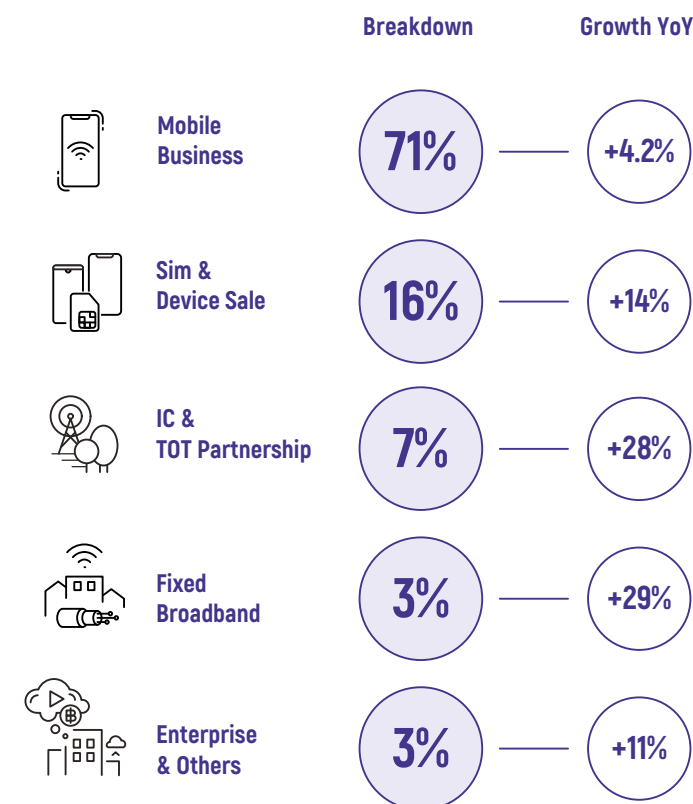 Breakdown Growth YoY
Mobile
Business
71%
+4.2%
Sim &
Device Sale
16%
+14%
IC &
TOT Partnership
7%
+28%
Fixed
Broadband
3%
+29%
Enterprise
& Others
3%
+11%
฿